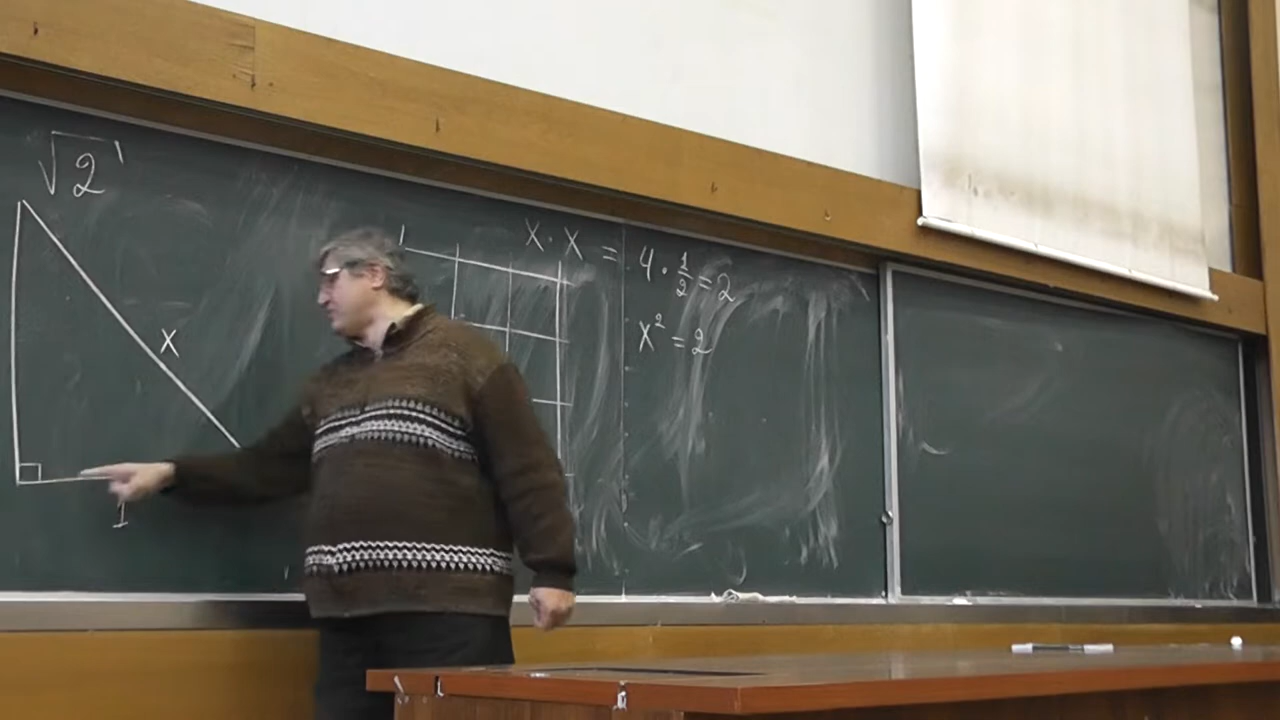 √2
x
1
x · x = 4 · 1/2 = 2
x² = 2